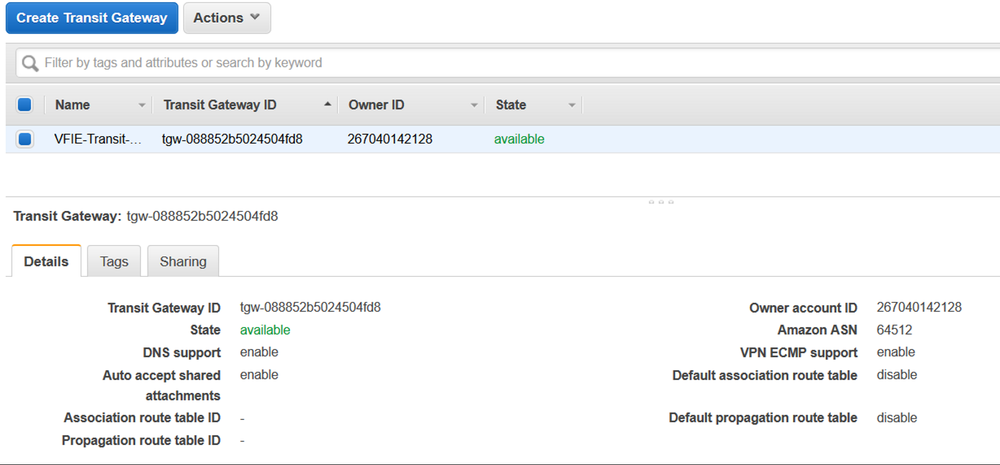 Create Transit Gateway Actions
Filter by tags and attributes or search by keyword
Name Transit Gateway ID Owner ID State
VFIE-Transit-... tgw-088852b5024504fd8 267040142128 available
Transit Gateway: tgw-088852b5024504fd8
Details Tags Sharing
Transit Gateway ID tgw-088852b5024504fd8 Owner account ID 267040142128
State available Amazon ASN 64512
DNS support enable VPN ECMP support enable
Auto accept shared enable Default association route table disable
attachments
Association route table ID - Default propagation route table disable
Propagation route table ID -